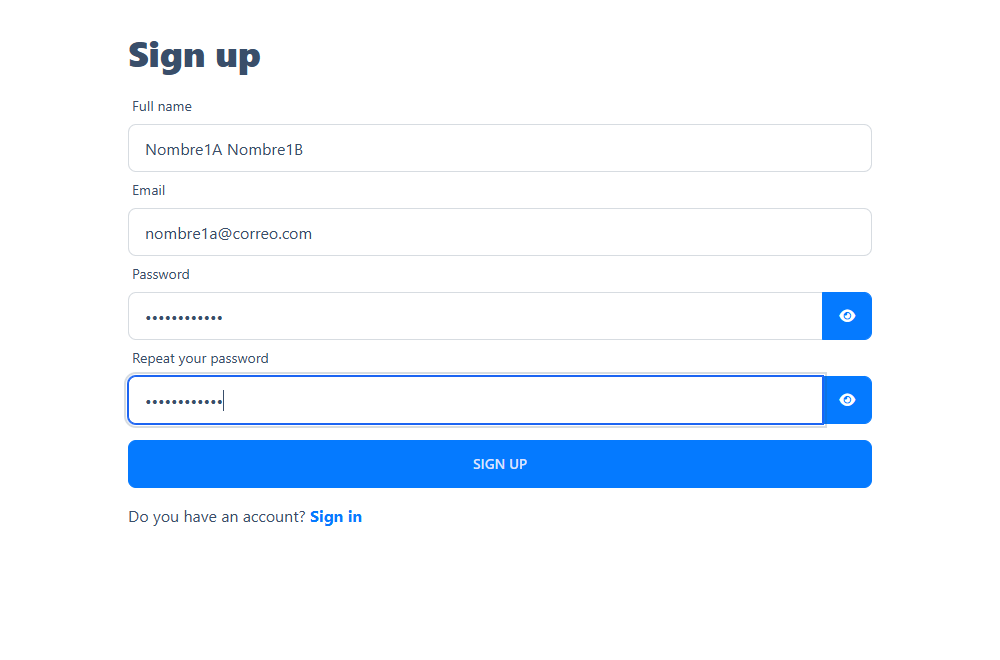 Sign up
Full name
Nombre1A Nombre1B
Email
nombre1a@correo.com
Password
••••••••••••
Repeat your password
••••••••••••
SIGN UP
Do you have an account? Sign in